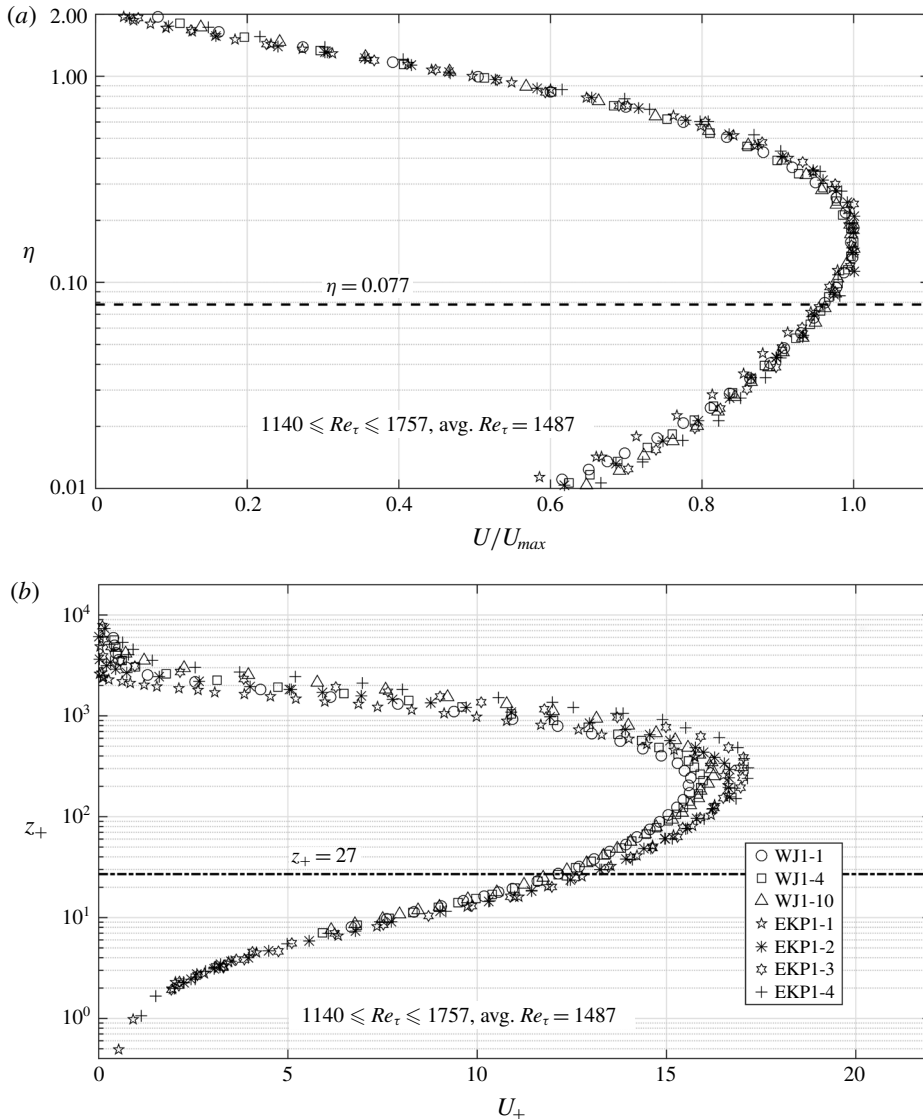 (a)
2.00
1.00
0.10
0.01
η
η = 0.077
1140 ⩽ Reτ ⩽ 1757, avg. Reτ = 1487
0 0.2 0.4 0.6 0.8 1.0
U/Umax
(b)
10⁴
10³
10²
10¹
10⁰
z+
z+ = 27
WJ1-1
WJ1-4
WJ1-10
EKP1-1
EKP1-2
EKP1-3
EKP1-4
1140 ⩽ Reτ ⩽ 1757, avg. Reτ = 1487
0 5 10 15 20
U+